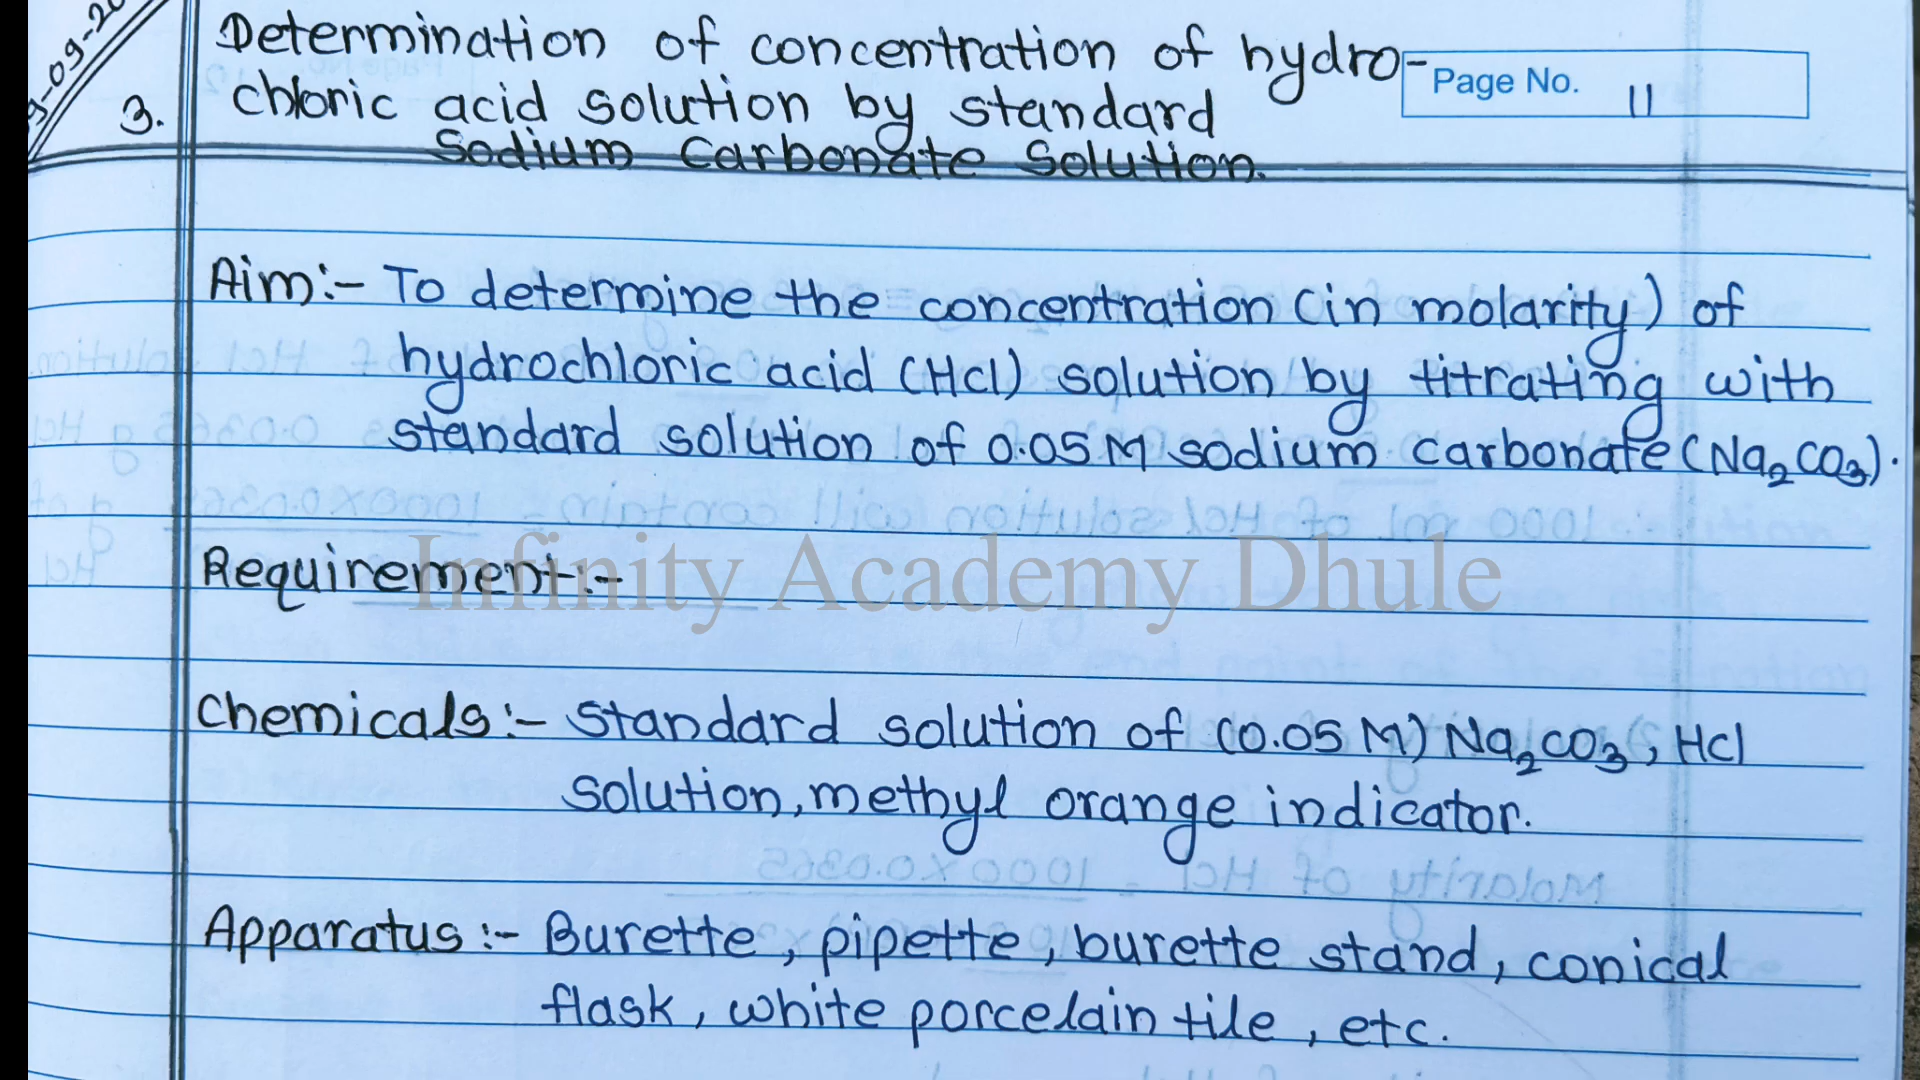 Determination of concentration of hydro-
Page No. 11
3. chloric acid solution by standard
Sodium Carbonate Solution.
Aim:- To determine the concentration (in molarity) of
hydrochloric acid (HCl) solution by titrating with
standard solution of 0.05 M sodium carbonate (Na₂CO₃).
Requirement:-
Infinity Academy Dhule
Chemicals:- Standard solution of (0.05 M) Na₂CO₃, HCl
solution, methyl orange indicator.
Apparatus:- Burette, pipette, burette stand, conical
flask, white porcelain tile, etc.